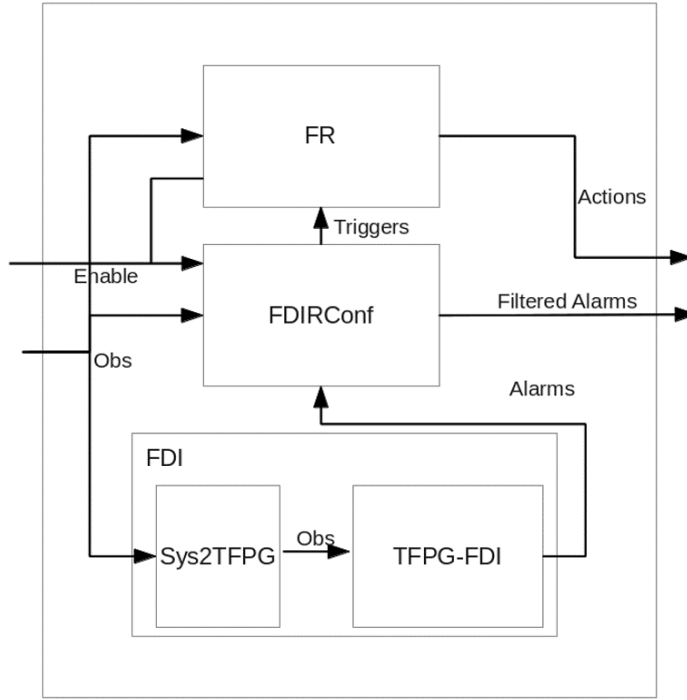 FR
Actions
Triggers
Enable
FDIRConf
Filtered Alarms
Obs
Alarms
FDI
Sys2TFPG
Obs
TFPG-FDI